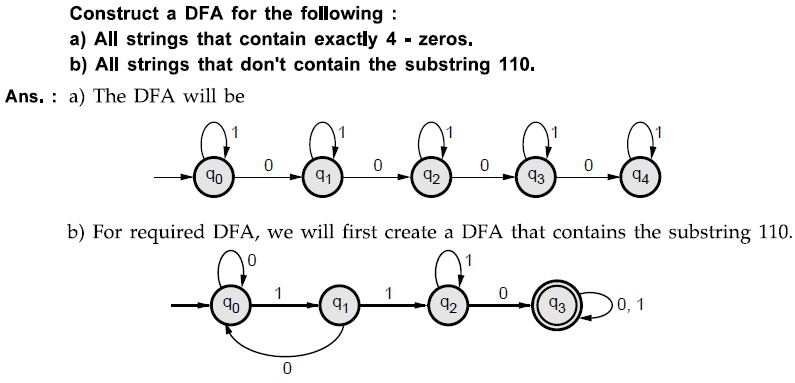 Construct a DFA for the following :
a) All strings that contain exactly 4 - zeros.
b) All strings that don't contain the substring 110.
Ans. : a) The DFA will be
1 1 1 1 1
0 0 0 0
q0 q1 q2 q3 q4
b) For required DFA, we will first create a DFA that contains the substring 110.
0 1
1 1 0
q0 q1 q2 q3 0, 1
0